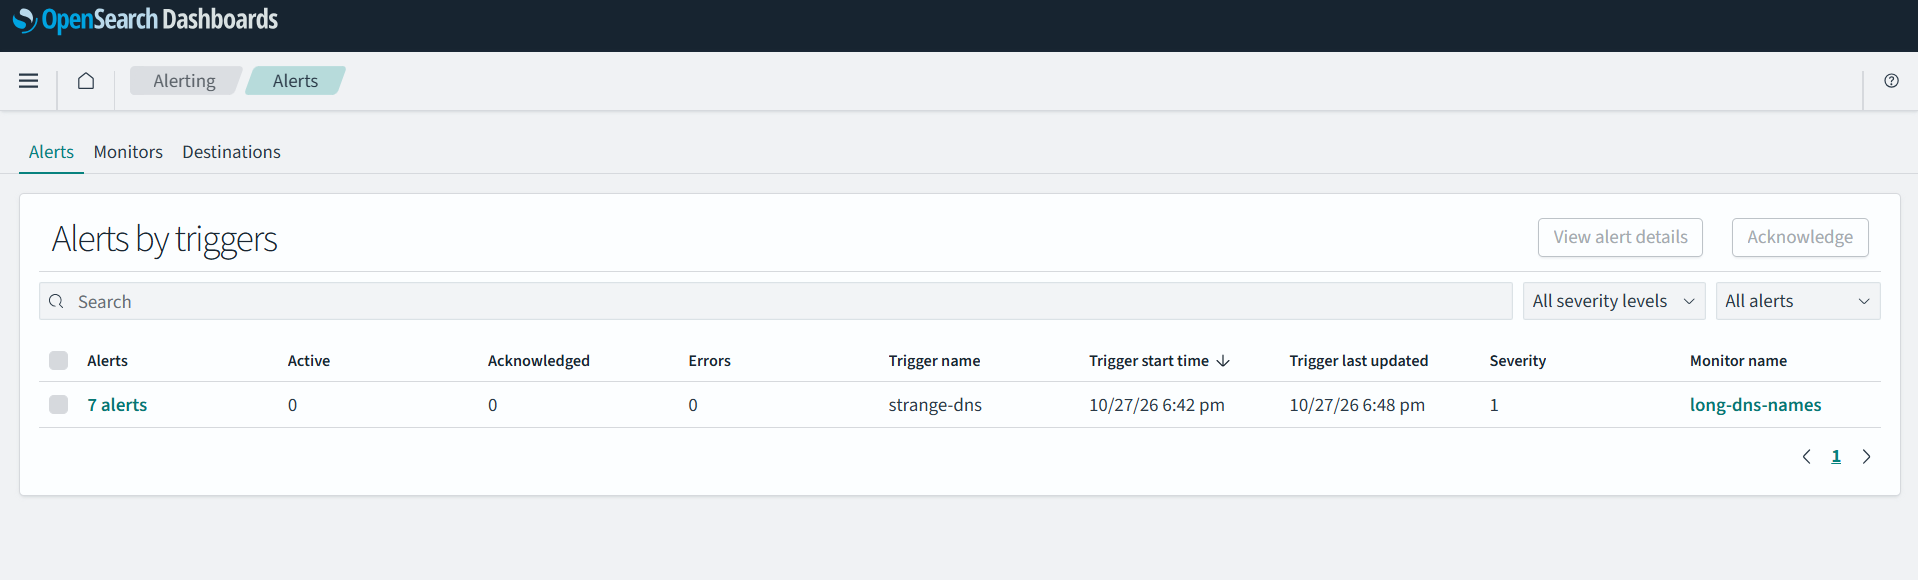 OpenSearch Dashboards
Alerting Alerts
Alerts Monitors Destinations
Alerts by triggers View alert details Acknowledge
Search All severity levels All alerts
Alerts Active Acknowledged Errors Trigger name Trigger start time Trigger last updated Severity Monitor name
7 alerts 0 0 0 strange-dns 10/27/26 6:42 pm 10/27/26 6:48 pm 1 long-dns-names
1